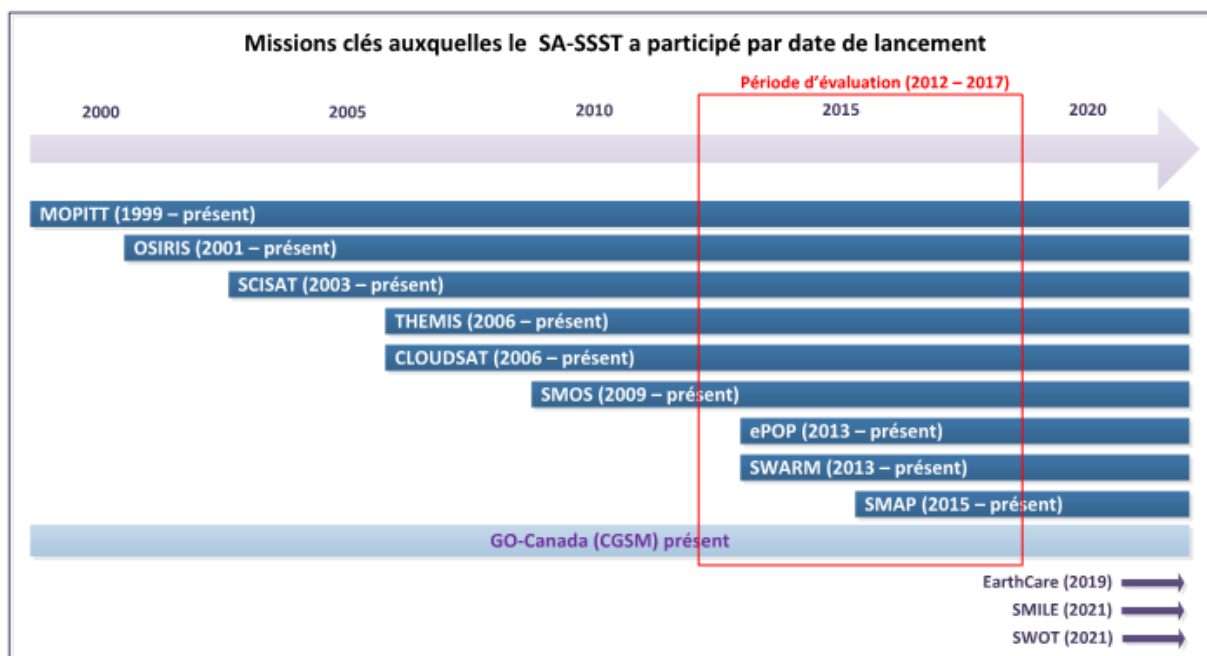 Missions clés auxquelles le SA-SSST a participé par date de lancement
Période d'évaluation (2012 – 2017)
2000 2005 2010 2015 2020
MOPITT (1999 – présent)
OSIRIS (2001 – présent)
SCISAT (2003 – présent)
THEMIS (2006 – présent)
CLOUDSAT (2006 – présent)
SMOS (2009 – présent)
ePOP (2013 – présent)
SWARM (2013 – présent)
SMAP (2015 – présent)
GO-Canada (CGSM) présent
EarthCare (2019)
SMILE (2021)
SWOT (2021)